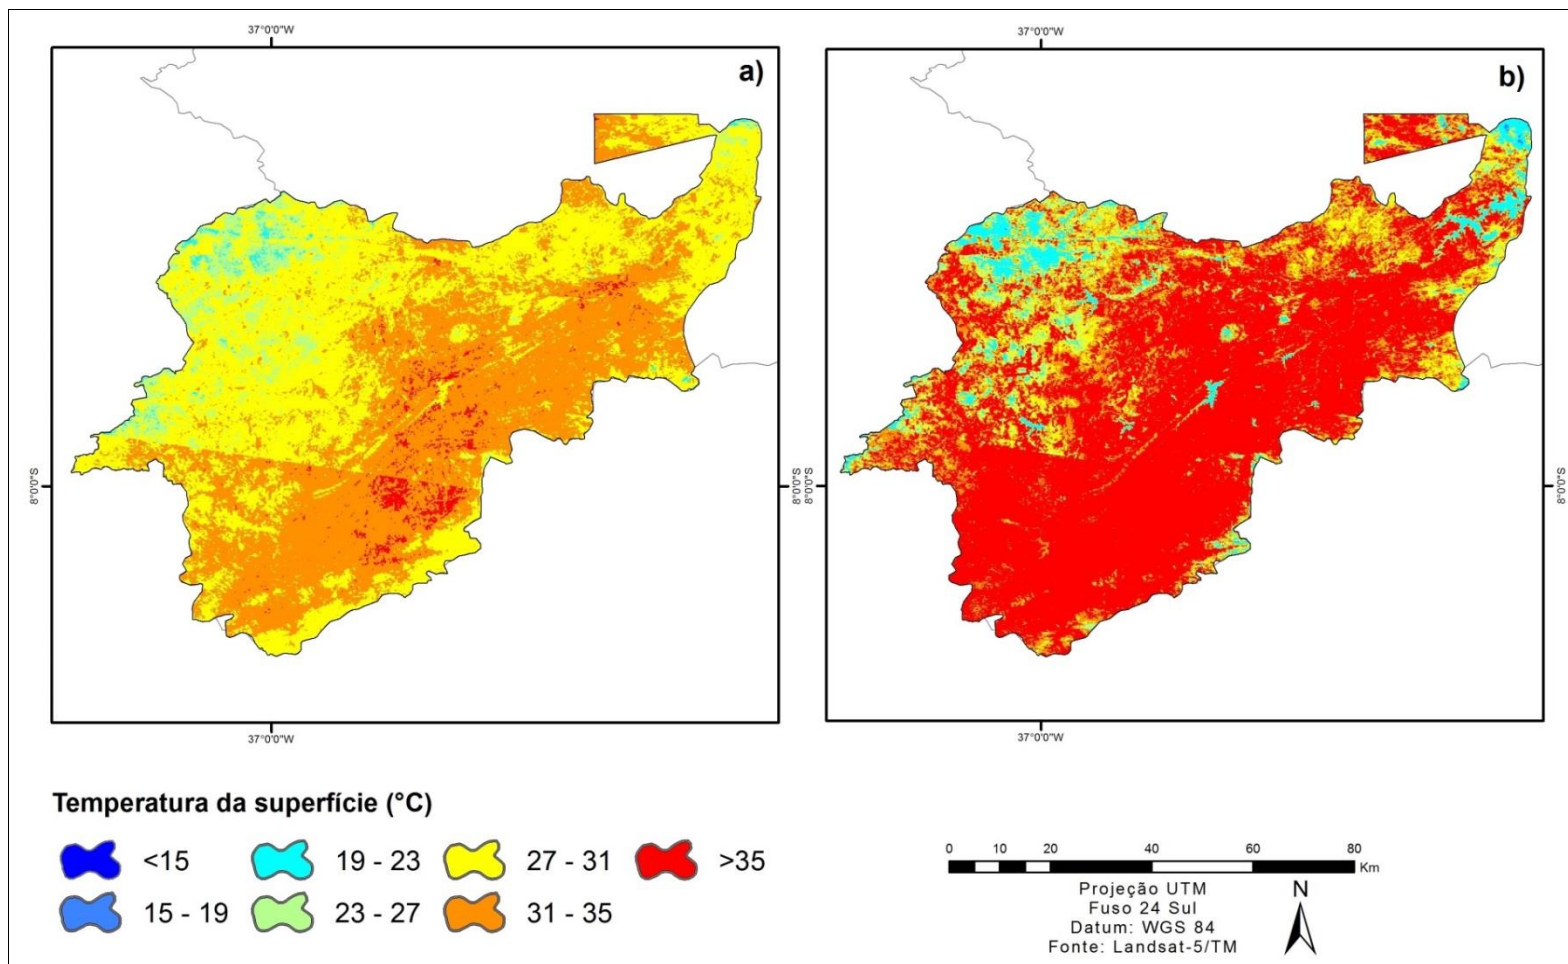 37°0'0"W
37°0'0"W
a)
b)
8°0'0"S
8°0'0"S
8°0'0"S
37°0'0"W
37°0'0"W
Temperatura da superfície (°C)
<15
19 - 23
27 - 31
>35
15 - 19
23 - 27
31 - 35
0 5 10 20 40 60 80
Km
Projeção UTM
Fuso 24 Sul
Datum: WGS 84
Fonte: Landsat-5/TM
N